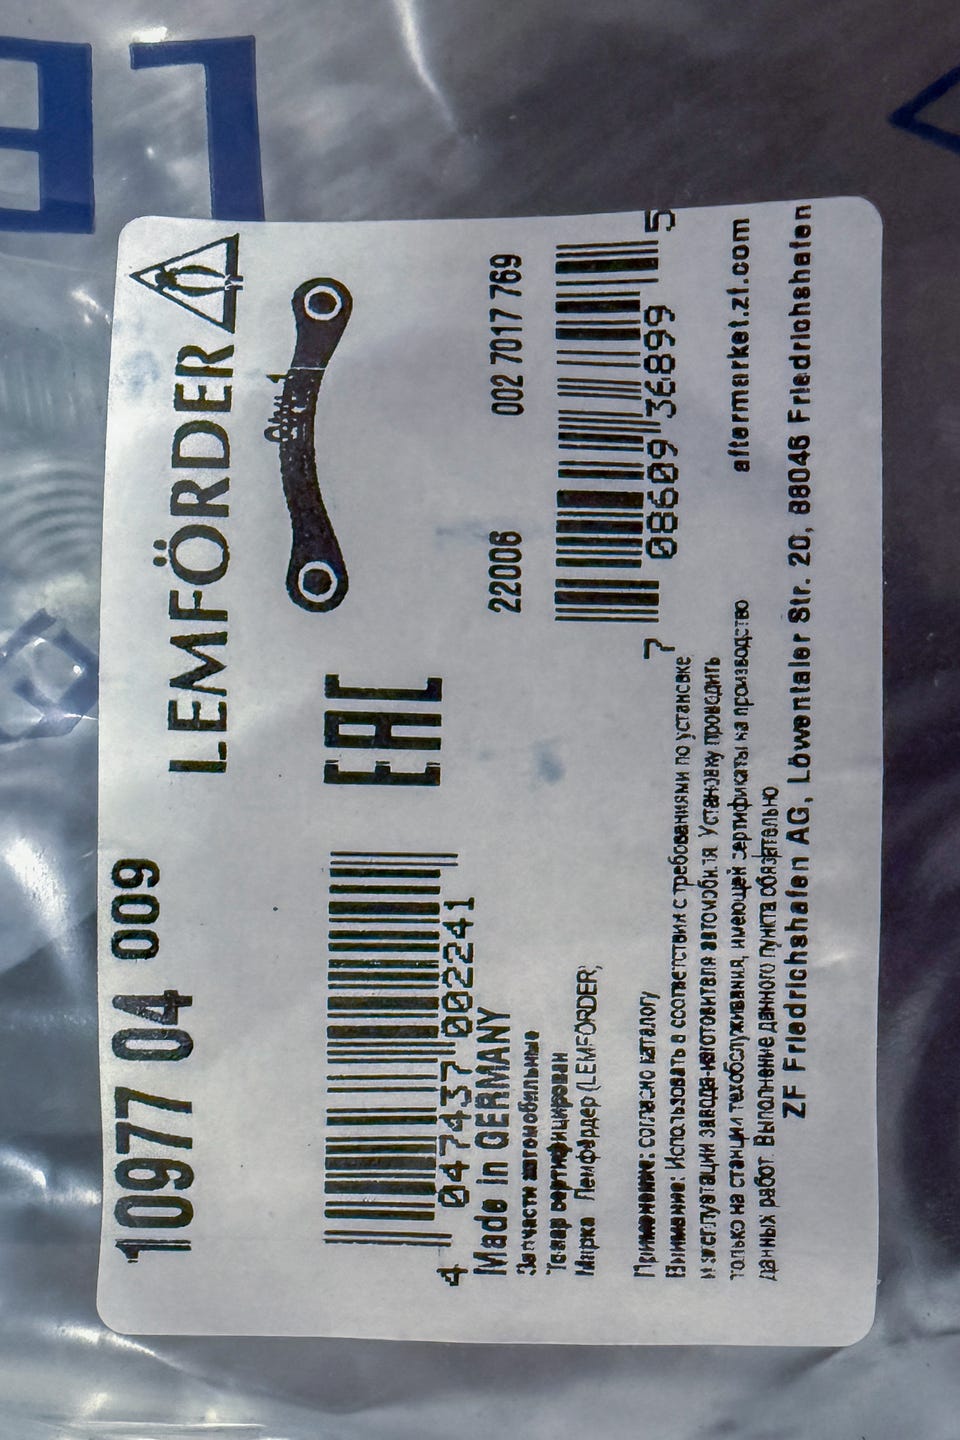 10977 04 009
LEMFÖRDER
EAC
4 047437 002241
Made in GERMANY
Запчасти автомобильные
Товар сертифицирован
Марка Лемфёрдер (LEMFÖRDER)
22006 002 7017 769
7 08609 36899 5
Применение: согласно каталогу
Внимание: Использовать в соответствии с требованиями по установке
и эксплуатации завода-изготовителя автомобиля. Установку проводить
только на станции техобслуживания, имеющей сертификаты на производство
данных работ. Выполнение данного пункта обязательно
aftermarket.zf.com
ZF Friedrichshafen AG, Löwentaler Str. 20, 88046 Friedrichshafen